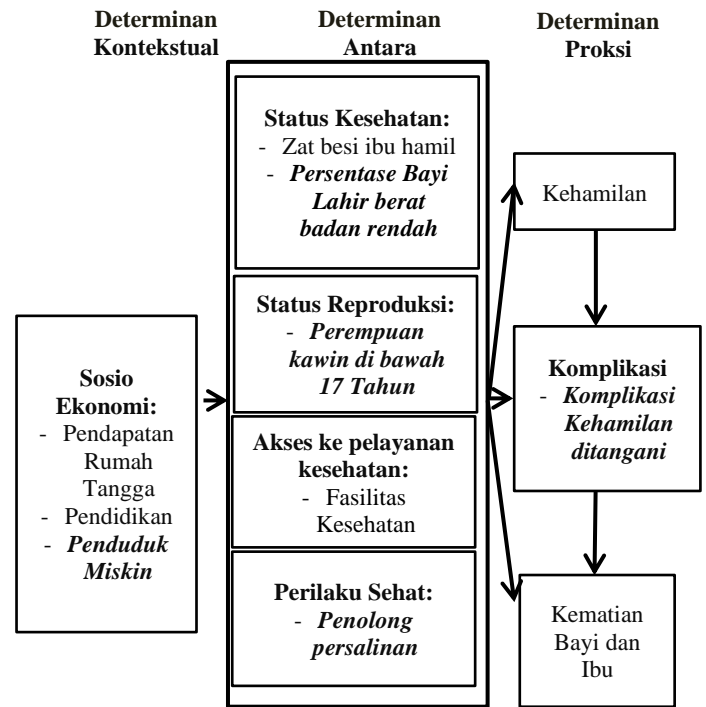 Determinan
Kontekstual
Determinan
Antara
Determinan
Proksi
Sosio
Ekonomi:
- Pendapatan
Rumah
Tangga
- Pendidikan
- Penduduk
Miskin
Status Kesehatan:
- Zat besi ibu hamil
- Persentase Bayi
Lahir berat
badan rendah
Status Reproduksi:
- Perempuan
kawin di bawah
17 Tahun
Akses ke pelayanan
kesehatan:
- Fasilitas
Kesehatan
Perilaku Sehat:
- Penolong
persalinan
Kehamilan
Komplikasi
- Komplikasi
Kehamilan
ditangani
Kematian
Bayi dan
Ibu